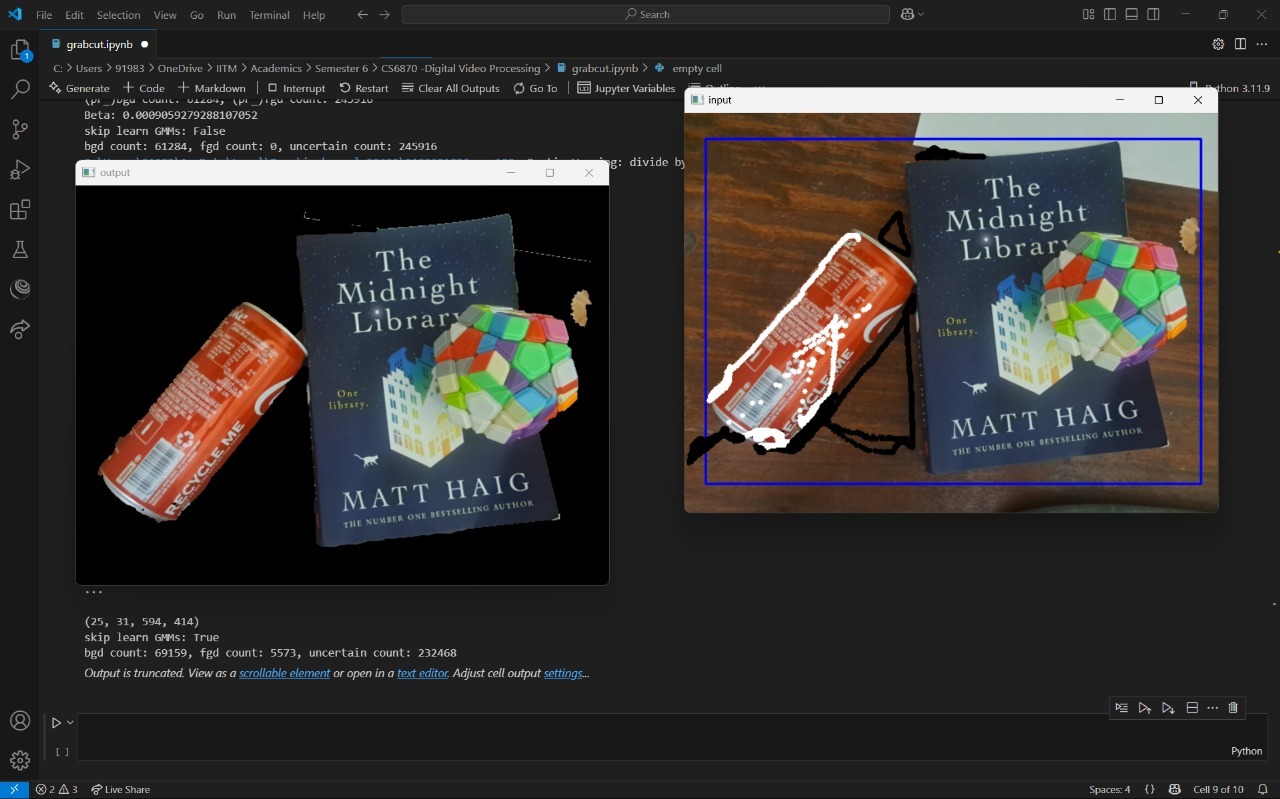 File Edit Selection View Go Run Terminal Help
Search
grabcut.ipynb
1
C: > Users > 91983 > OneDrive > IITM > Academics > Semester 6 > CS6870 -Digital Video Processing > grabcut.ipynb > empty cell
Generate + Code + Markdown Interrupt Restart Clear All Outputs Go To Jupyter Variables
Python 3.11.9
(pr_)bgd count: 61284, (pr_)fgd count: 245916
Beta: 0.0009059279288107052
skip learn GMMs: False
bgd count: 61284, fgd count: 0, uncertain count: 245916
ng: divide by
output
The
Midnight
Library
One
library.
MATT HAIG
THE NUMBER ONE BESTSELLING AUTHOR
RECYCLE ME
input
The
Midnight
Library
One
library.
MATT HAIG
THE NUMBER ONE BESTSELLING AUTHOR
RECYCLE ME
...
(25, 31, 594, 414)
skip learn GMMs: True
bgd count: 69159, fgd count: 5573, uncertain count: 232468
Output is truncated. View as a scrollable element or open in a text editor. Adjust cell output settings...
[ ]
Python
2 3 Live Share
Spaces: 4 {} Cell 9 of 10